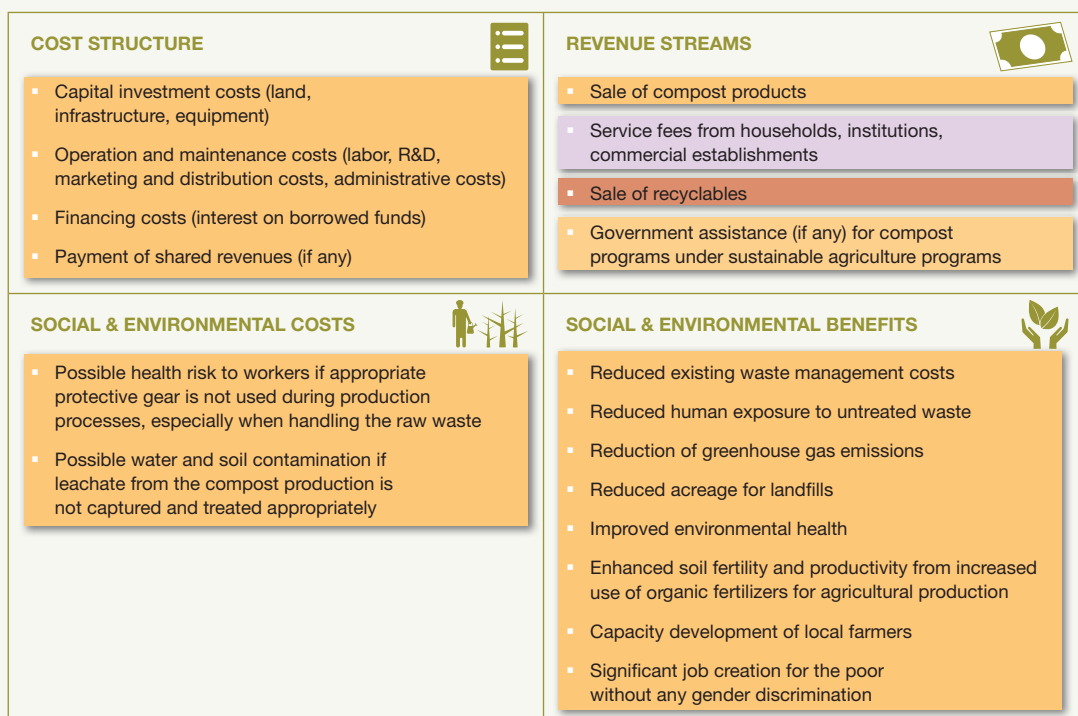 COST STRUCTURE
Capital investment costs (land,
infrastructure, equipment)
Operation and maintenance costs (labor, R&D,
marketing and distribution costs, administrative costs)
Financing costs (interest on borrowed funds)
Payment of shared revenues (if any)
REVENUE STREAMS
Sale of compost products
Service fees from households, institutions,
commercial establishments
Sale of recyclables
Government assistance (if any) for compost
programs under sustainable agriculture programs
SOCIAL & ENVIRONMENTAL COSTS
Possible health risk to workers if appropriate
protective gear is not used during production
processes, especially when handling the raw waste
Possible water and soil contamination if
leachate from the compost production is
not captured and treated appropriately
SOCIAL & ENVIRONMENTAL BENEFITS
Reduced existing waste management costs
Reduced human exposure to untreated waste
Reduction of greenhouse gas emissions
Reduced acreage for landfills
Improved environmental health
Enhanced soil fertility and productivity from increased
use of organic fertilizers for agricultural production
Capacity development of local farmers
Significant job creation for the poor
without any gender discrimination